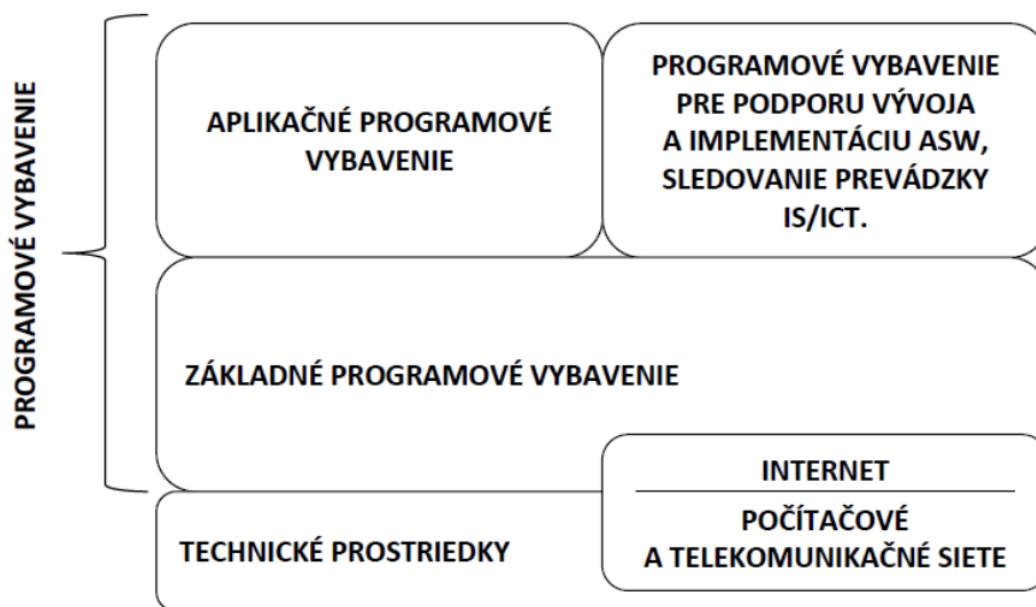 PROGRAMOVÉ VYBAVENIE
APLIKAČNÉ PROGRAMOVÉ
VYBAVENIE
PROGRAMOVÉ VYBAVENIE
PRE PODPORU VÝVOJA
A IMPLEMENTÁCIU ASW,
SLEDOVANIE PREVÁDZKY
IS/ICT.
ZÁKLADNÉ PROGRAMOVÉ VYBAVENIE
INTERNET
POČÍTAČOVÉ
A TELEKOMUNIKAČNÉ SIETE
TECHNICKÉ PROSTRIEDKY